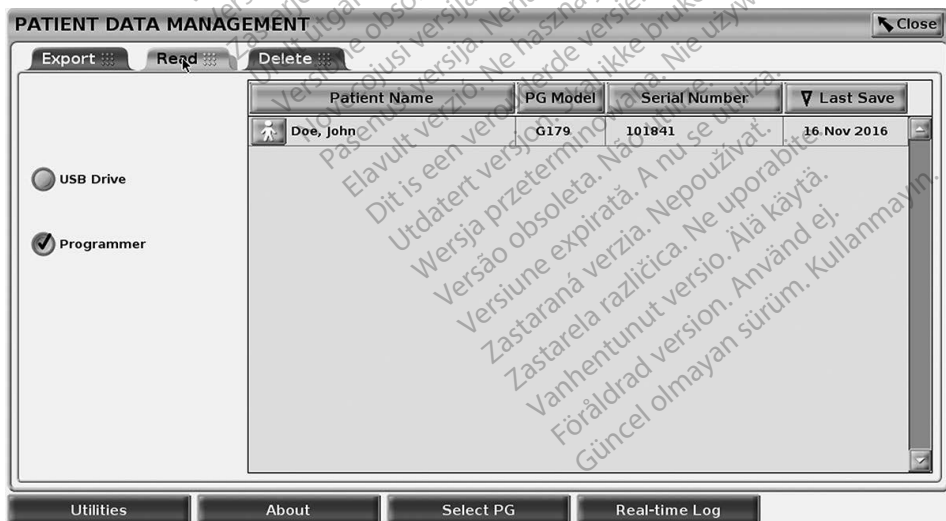 PATIENT DATA MANAGEMENT
Close
Export
Read
Delete
Patient Name
PG Model
Serial Number
Last Save
Doe, John
G179
101841
16 Nov 2016
USB Drive
Programmer
Utilities
About
Select PG
Real-time Log
Pasenusi versija. Nenaudokite.
Elavult verzió. Ne használja!
Dit is een verouderde versie.
Utdatert versjon. Skal ikke brukes.
Wersja przeterminowana. Nie używać.
Versão obsoleta. Não utilize.
Versiune expirată. A nu se utiliza.
Zastaraná verzia. Nepoužívat.
Zastarela različica. Ne uporabite
Vanhentunut versio. Älä käytä.
Föråldrad version. Använd ej.
Güncel olmayan sürüm. Kullanmayın.